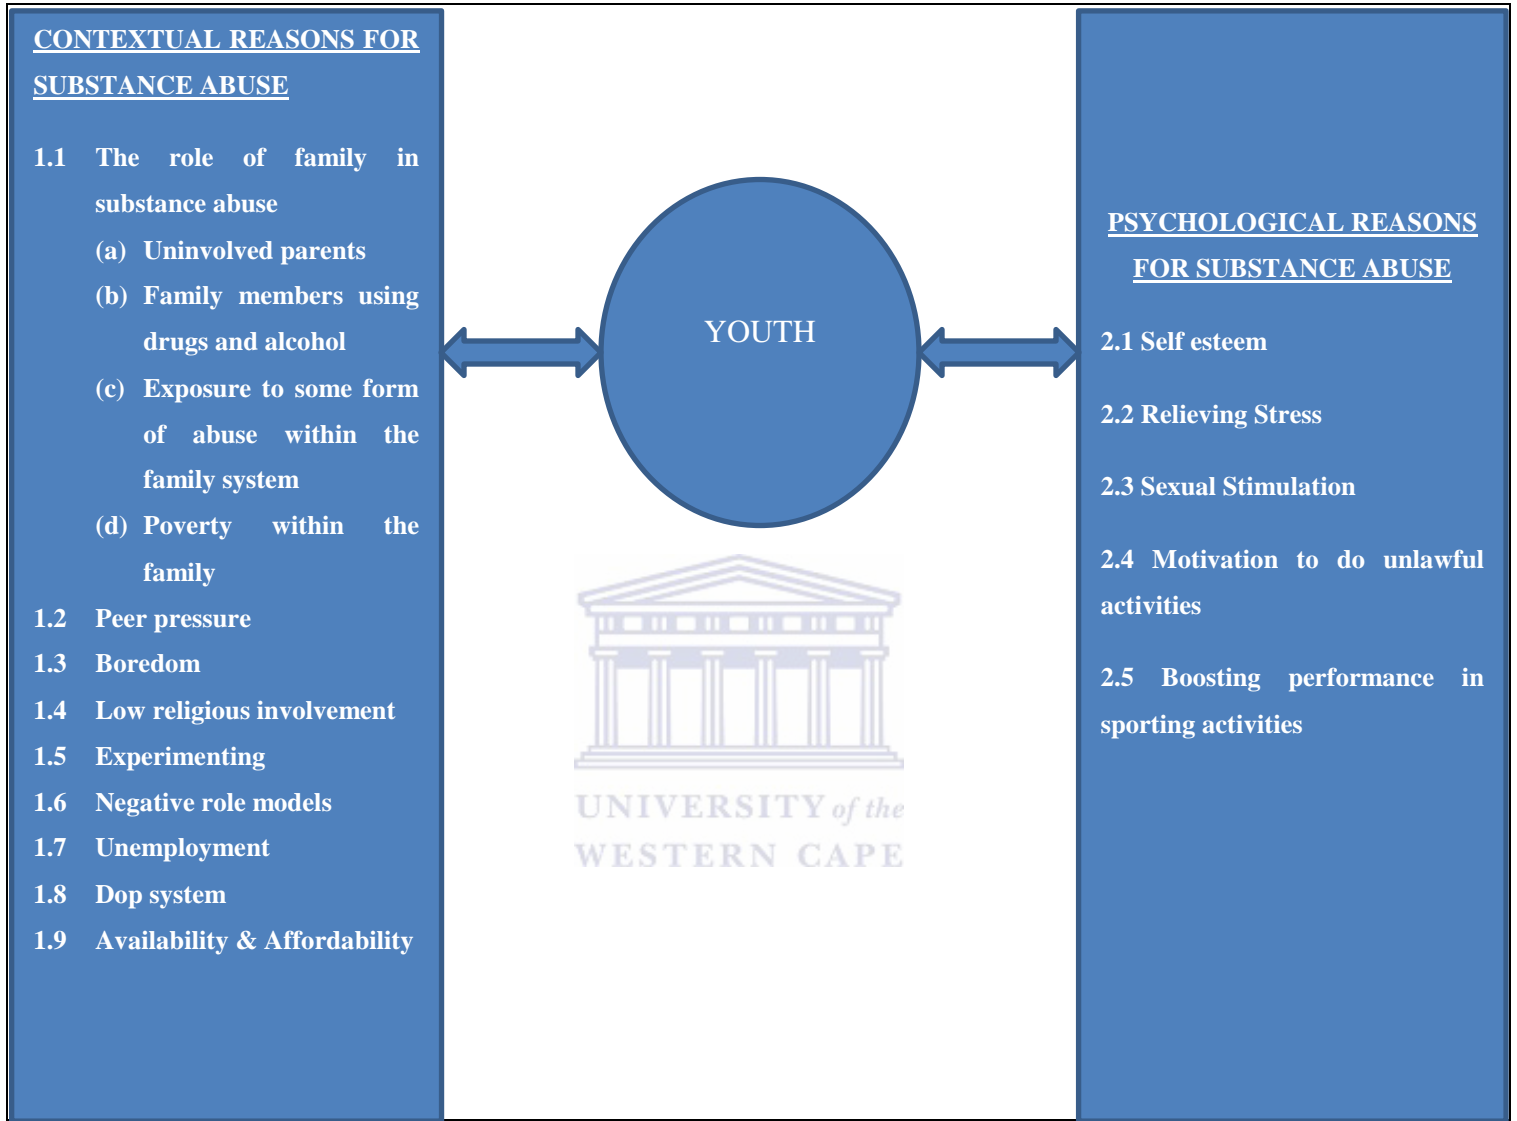 CONTEXTUAL REASONS FOR
SUBSTANCE ABUSE
1.1 The role of family in
substance abuse
(a) Uninvolved parents
(b) Family members using
drugs and alcohol
(c) Exposure to some form
of abuse within the
family system
(d) Poverty within the
family
1.2 Peer pressure
1.3 Boredom
1.4 Low religious involvement
1.5 Experimenting
1.6 Negative role models
1.7 Unemployment
1.8 Dop system
1.9 Availability & Affordability
YOUTH
UNIVERSITY of the
WESTERN CAPE
PSYCHOLOGICAL REASONS
FOR SUBSTANCE ABUSE
2.1 Self esteem
2.2 Relieving Stress
2.3 Sexual Stimulation
2.4 Motivation to do unlawful
activities
2.5 Boosting performance in
sporting activities